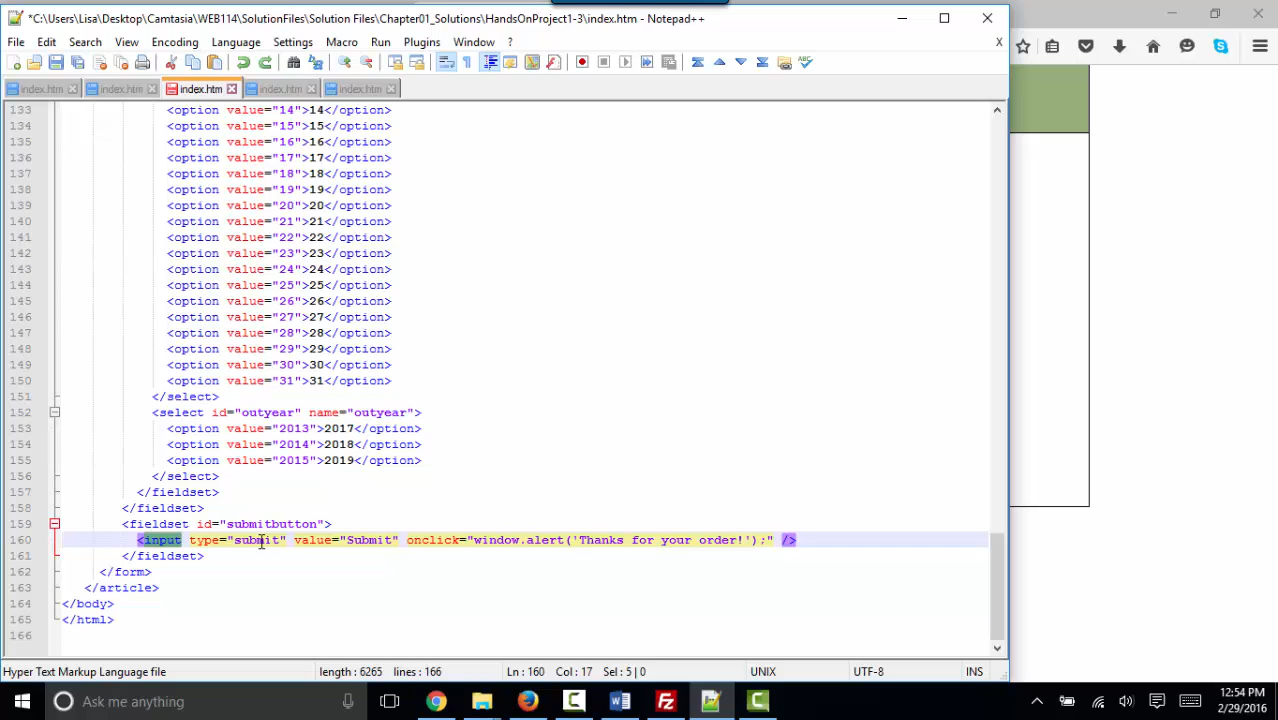 *C:\Users\Lisa\Desktop\Camtasia\WEB114\SolutionFiles\Solution Files\Chapter01_Solutions\HandsOnProject1-3\index.htm - Notepad++
File Edit Search View Encoding Language Settings Macro Run Plugins Window ? X
index.htm index.htm index.htm index.htm index.htm
133 <option value="14">14</option>
134 <option value="15">15</option>
135 <option value="16">16</option>
136 <option value="17">17</option>
137 <option value="18">18</option>
138 <option value="19">19</option>
139 <option value="20">20</option>
140 <option value="21">21</option>
141 <option value="22">22</option>
142 <option value="23">23</option>
143 <option value="24">24</option>
144 <option value="25">25</option>
145 <option value="26">26</option>
146 <option value="27">27</option>
147 <option value="28">28</option>
148 <option value="29">29</option>
149 <option value="30">30</option>
150 <option value="31">31</option>
151 </select>
152 <select id="outyear" name="outyear">
153 <option value="2013">2017</option>
154 <option value="2014">2018</option>
155 <option value="2015">2019</option>
156 </select>
157 </fieldset>
158 </fieldset>
159 <fieldset id="submitbutton">
160 <input type="submit" value="Submit" onclick="window.alert('Thanks for your order!');" />
161 </fieldset>
162 </form>
163 </article>
164 </body>
165 </html>
166
Hyper Text Markup Language file length : 6265 lines : 166 Ln : 160 Col : 17 Sel : 5 | 0 UNIX UTF-8 INS
Ask me anything
12:54 PM
2/29/2016